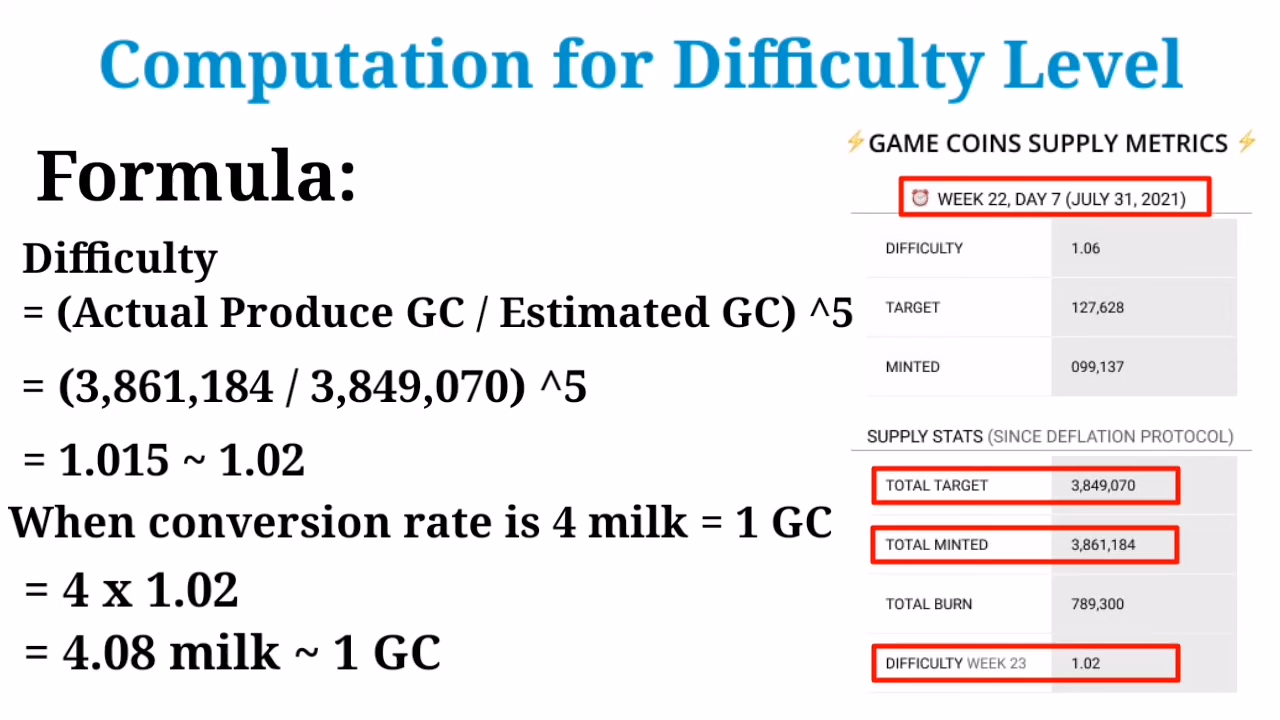 Computation for Difficulty Level
Formula:
Difficulty
= (Actual Produce GC / Estimated GC) ^5
= (3,861,184 / 3,849,070) ^5
= 1.015 ~ 1.02
When conversion rate is 4 milk = 1 GC
= 4 x 1.02
= 4.08 milk ~ 1 GC
⚡GAME COINS SUPPLY METRICS ⚡
⏰ WEEK 22, DAY 7 (JULY 31, 2021)
DIFFICULTY 1.06
TARGET 127,628
MINTED 099,137
SUPPLY STATS (SINCE DEFLATION PROTOCOL)
TOTAL TARGET 3,849,070
TOTAL MINTED 3,861,184
TOTAL BURN 789,300
DIFFICULTY WEEK 23 1.02